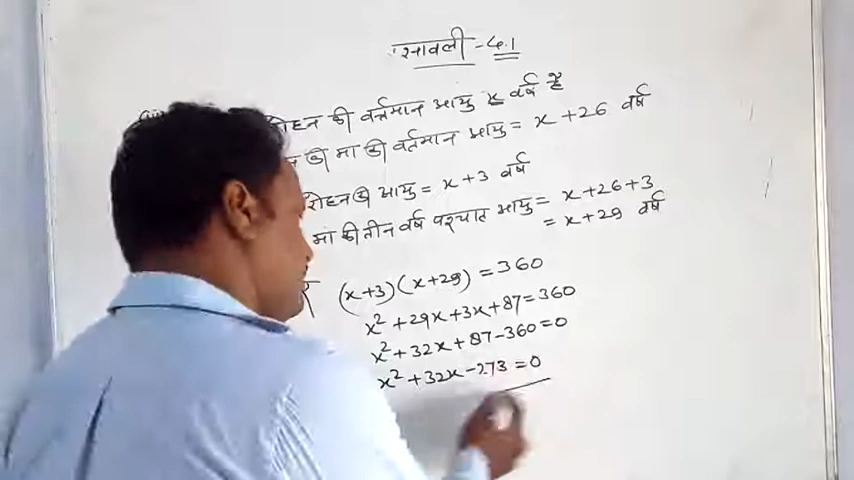 प्रश्नावली - 4.1
रोहन की वर्तमान आयु x वर्ष है
की मा की वर्तमान आयु = x + 26 वर्ष
रोहन की आयु = x + 3 वर्ष
मा की तीन वर्ष पश्चात आयु = x + 26 + 3
= x + 29 वर्ष
(x+3)(x+29) = 360
x² + 29x + 3x + 87 = 360
x² + 32x + 87 - 360 = 0
x² + 32x - 273 = 0